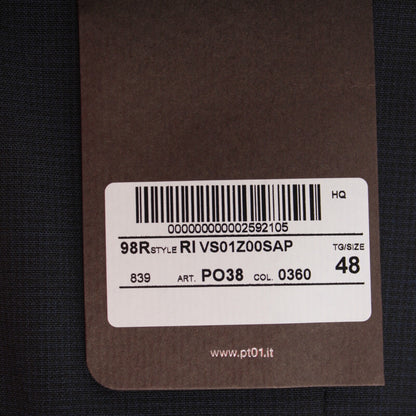 HQ
000000000002592105
98R STYLE RI VS01Z00SAP TG/SIZE
839 ART. PO38 COL. 0360 48
www.pt01.it